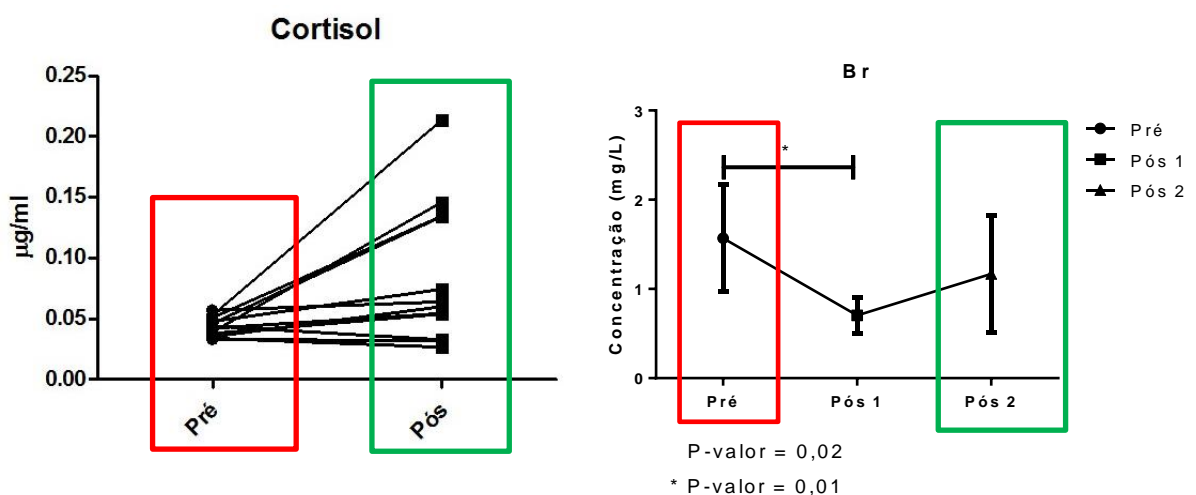 Cortisol
µg/ml
0.25
0.20
0.15
0.10
0.05
0.00
Pré
Pós
Br
Concentração (mg/L)
3
2
1
0
*
Pré
Pós 1
Pós 2
Pré
Pós 1
Pós 2
P-valor = 0,02
* P-valor = 0,01